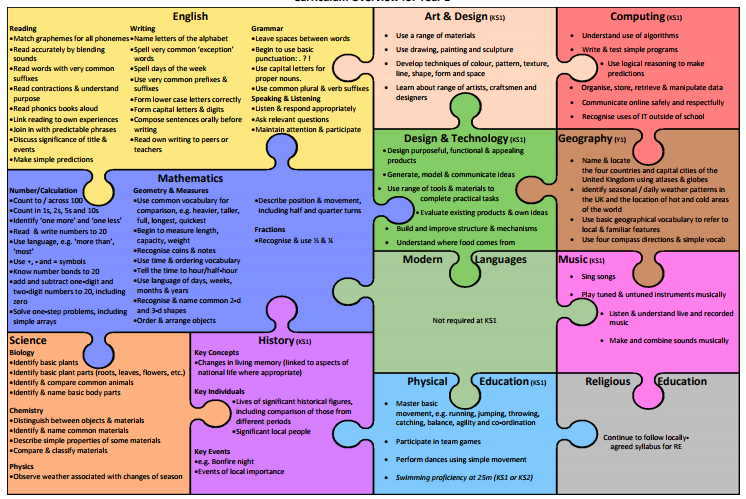 English
Reading
•Match graphemes for all phonemes
•Read accurately by blending
sounds
•Read words with very common
suffixes
•Read contractions & understand
purpose
•Read phonics books aloud
•Link reading to own experiences
•Join in with predictable phrases
•Discuss significance of title &
events
•Make simple predictions
Writing
•Name letters of the alphabet
•Spell very common 'exception'
words
•Spell days of the week
•Use very common prefixes &
suffixes
•Form lower case letters correctly
•Form capital letters & digits
•Compose sentences orally before
writing
•Read own writing to peers or
teachers
Grammar
•Leave spaces between words
•Begin to use basic
punctuation: . ? !
•Use capital letters for
proper nouns.
•Use common plural & verb suffixes
Speaking & Listening
•Listen & respond appropriately
•Ask relevant questions
•Maintain attention & participate
Art & Design (KS1)
• Use a range of materials
• Use drawing, painting and sculpture
• Develop techniques of colour, pattern, texture,
line, shape, form and space
• Learn about range of artists, craftsmen and
designers
Computing (KS1)
• Understand use of algorithms
• Write & test simple programs
• Use logical reasoning to make
predictions
• Organise, store, retrieve & manipulate data
• Communicate online safely and respectfully
• Recognise uses of IT outside of school
Mathematics
Number/Calculation
•Count to / across 100
•Count in 1s, 2s, 5s and 10s
•Identify 'one more' and 'one less'
•Read & write numbers to 20
•Use language, e.g. 'more than',
'most'
•Use +, - and = symbols
•Know number bonds to 20
•add and subtract one-digit and
two-digit numbers to 20, including
zero
•Solve one-step problems, including
simple arrays
Geometry & Measures
•Use common vocabulary for
comparison, e.g. heavier, taller,
full, longest, quickest
•Begin to measure length,
capacity, weight
•Recognise coins & notes
•Use time & ordering vocabulary
•Tell the time to hour/half-hour
•Use language of days, weeks,
months & years
•Recognise & name common 2-d
and 3-d shapes
•Order & arrange objects
•Describe position & movement,
including half and quarter turns
Fractions
•Recognise & use ½ & ¼
Design & Technology (KS1)
• Design purposeful, functional & appealing
products
• Generate, model & communicate ideas
• Use range of tools & materials to
complete practical tasks
• Evaluate existing products & own ideas
• Build and improve structure & mechanisms
• Understand where food comes from
Geography (Y1)
• Name & locate
the four countries and capital cities of the
United Kingdom using atlases & globes
• Identify seasonal / daily weather patterns in
the UK and the location of hot and cold areas
of the world
• Use basic geographical vocabulary to refer to
local & familiar features
• Use four compass directions & simple vocab
Modern Languages
Not required at KS1
Music (KS1)
• Sing songs
• Play tuned & untuned instruments musically
• Listen & understand live and recorded
music
• Make and combine sounds musically
Science
Biology
•Identify basic plants
•Identify basic plant parts (roots, leaves, flowers, etc.)
•Identify & compare common animals
•Identify & name basic body parts
Chemistry
•Distinguish between objects & materials
•Identify & name common materials
•Describe simple properties of some materials
•Compare & classify materials
Physics
•Observe weather associated with changes of season
History (KS1)
Key Concepts
•Changes in living memory (linked to aspects of
national life where appropriate)
Key Individuals
•Lives of significant historical figures,
including comparison of those from
different periods
•Significant local people
Key Events
•e.g. Bonfire night
•Events of local importance
Physical Education (KS1)
• Master basic
movement, e.g. running, jumping, throwing,
catching, balance, agility and co-ordination
• Participate in team games
• Perform dances using simple movement
• Swimming proficiency at 25m (KS1 or KS2)
Religious Education
Continue to follow locally-
agreed syllabus for RE